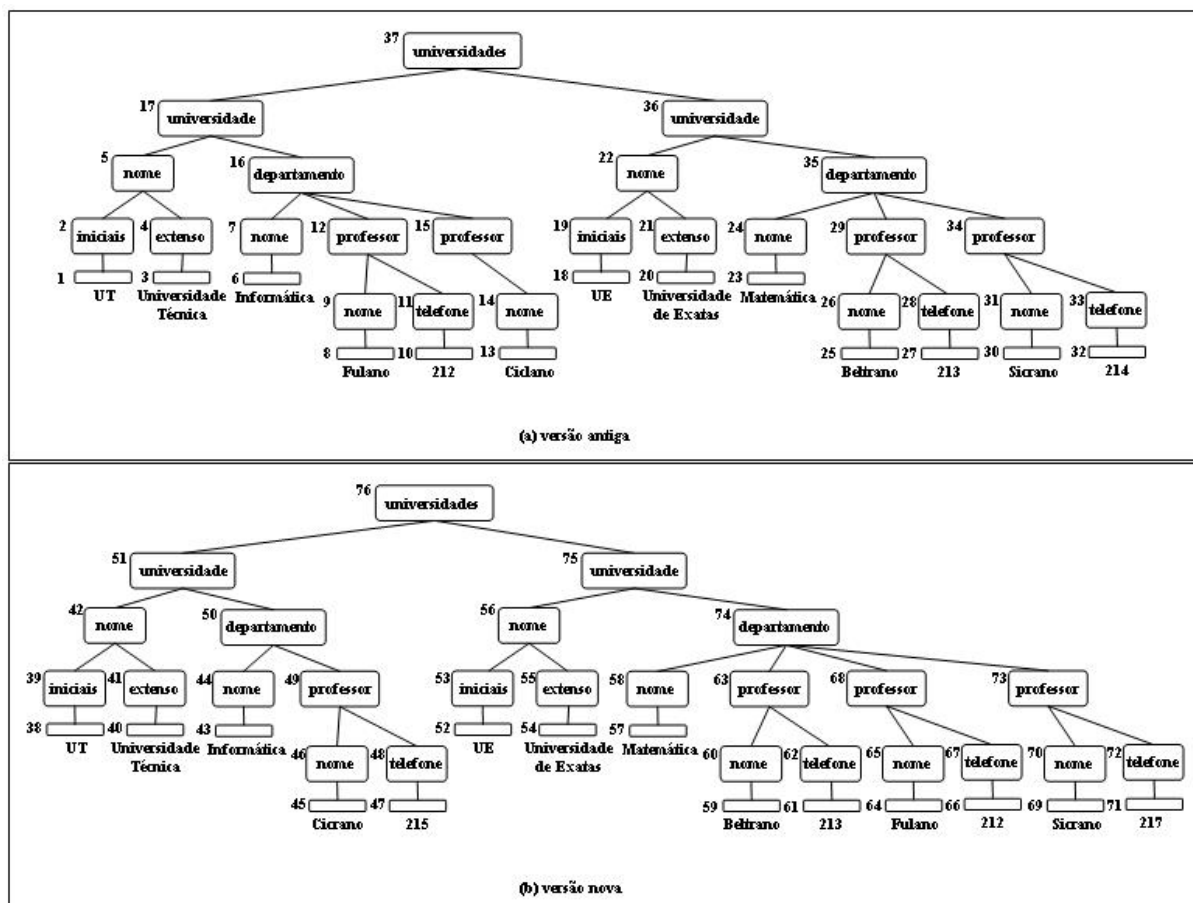 37 universidades
17 universidade 36 universidade
5 nome 16 departamento 22 nome 35 departamento
2 iniciais 4 extenso 7 nome 12 professor 15 professor 19 iniciais 21 extenso 24 nome 29 professor 34 professor
1 3 6 18 20 23
UT Universidade Técnica Informática UE Universidade de Exatas Matemática
9 nome 11 telefone 14 nome 26 nome 28 telefone 31 nome 33 telefone
8 10 13 25 27 30 32
Fulano 212 Ciclano Beltrano 213 Sicrano 214
(a) versão antiga
76 universidades
51 universidade 75 universidade
42 nome 50 departamento 56 nome 74 departamento
39 iniciais 41 extenso 44 nome 49 professor 53 iniciais 55 extenso 58 nome 63 professor 68 professor 73 professor
38 40 43 52 54 57
UT Universidade Técnica Informática UE Universidade de Exatas Matemática
46 nome 48 telefone 60 nome 62 telefone 65 nome 67 telefone 70 nome 72 telefone
45 47 59 61 64 66 69 71
Cicrano 215 Beltrano 213 Fulano 212 Sicrano 217
(b) versão nova